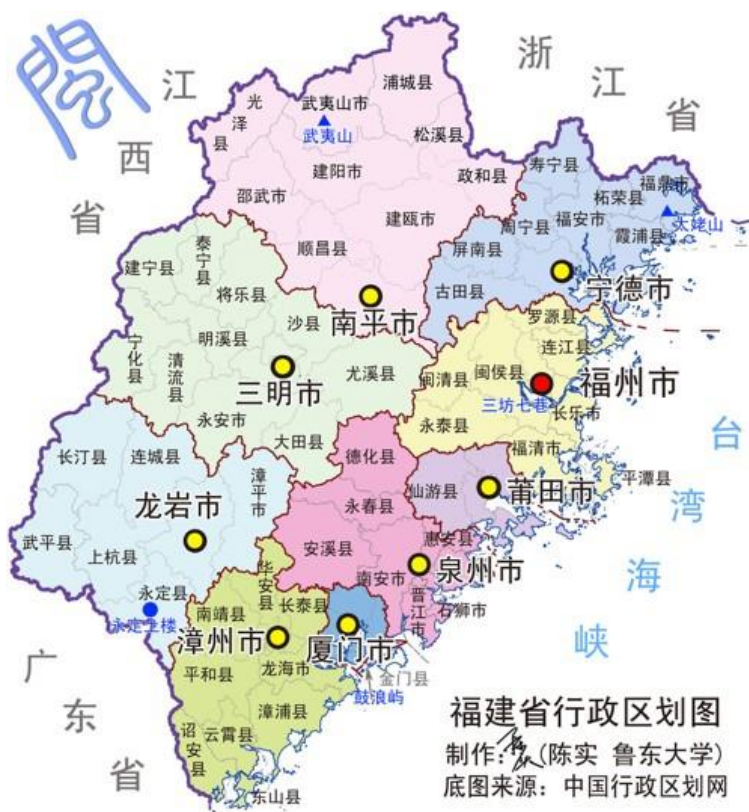 闽
浙江省
江西省
浦城县
光泽县
武夷山市
武夷山
松溪县
建阳市
政和县
寿宁县
福鼎市
柘荣县
邵武市
福安市
太姥山
建瓯市
周宁县
霞浦县
顺昌县
屏南县
泰宁县
建宁县
古田县
宁德市
将乐县
南平市
罗源县
沙县
明溪县
连江县
宁化县
清流县
三明市
尤溪县
闽清县
闽侯县
福州市
三坊七巷
永安市
永泰县
长乐市
大田县
福清市
长汀县
连城县
德化县
漳平市
仙游县
莆田市
平潭县
台湾海峡
龙岩市
永春县
武平县
上杭县
安溪县
惠安县
泉州市
华安县
南安市
永定县
永定土楼
南靖县
长泰县
晋江市
石狮市
漳州市
厦门市
广东省
平和县
龙海市
金门县
鼓浪屿
漳浦县
诏安县
云霄县
东山县
福建省行政区划图
制作:(陈实 鲁东大学)
底图来源：中国行政区划网